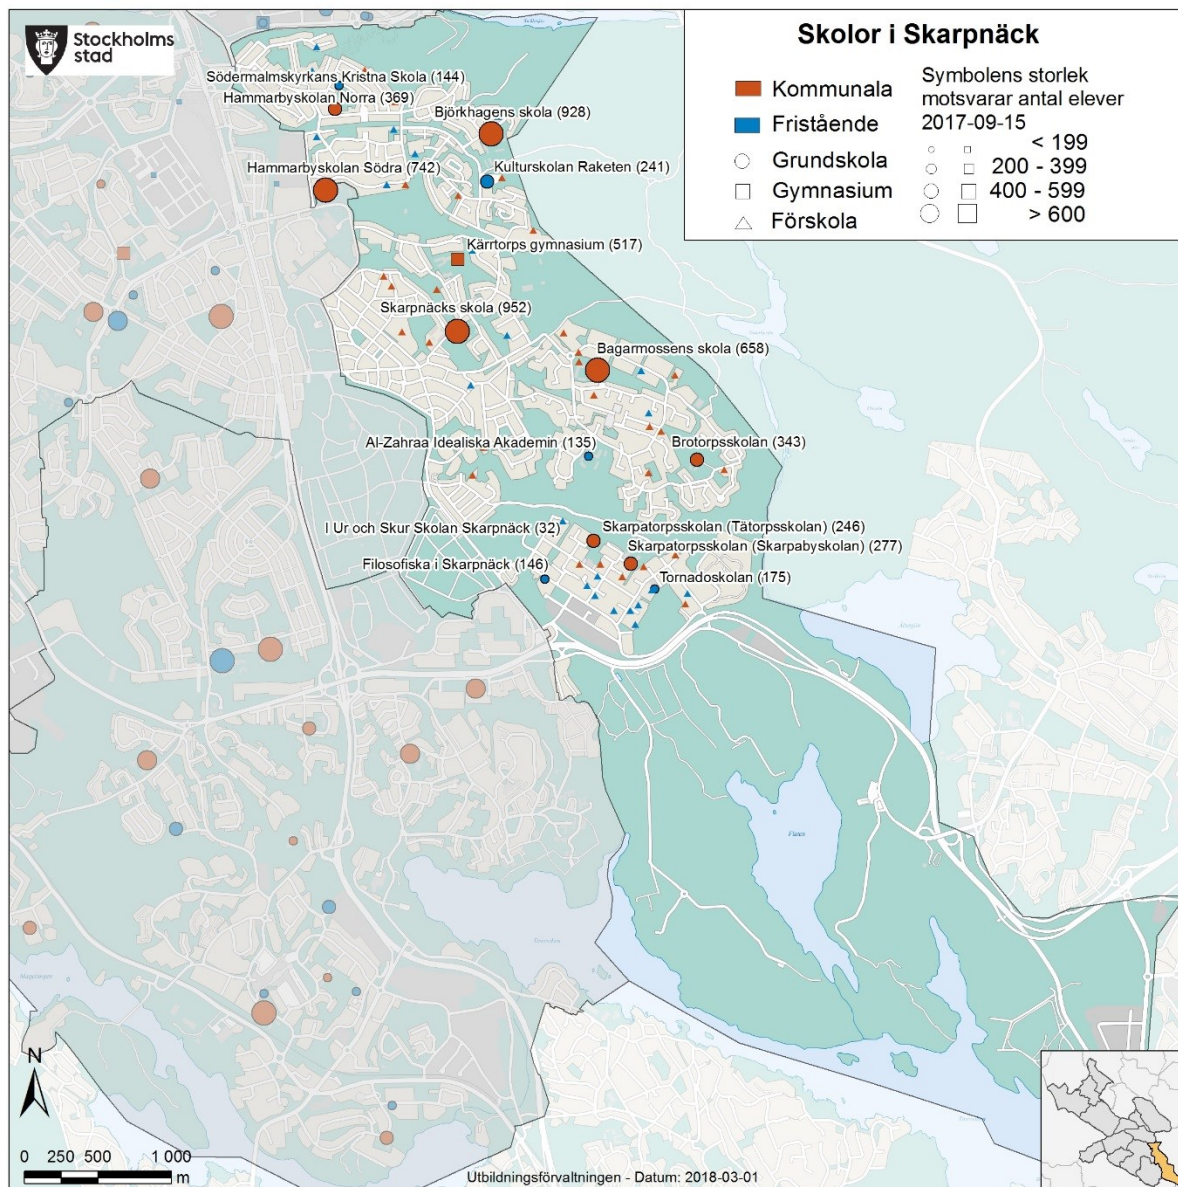 Stockholms
stad
Skolor i Skarpnäck
Kommunala
Fristående
Grundskola
Gymnasium
Förskola
Symbolens storlek
motsvarar antal elever
2017-09-15
< 199
200 - 399
400 - 599
> 600
Södermalmskyrkans Kristna Skola (144)
Hammarbyskolan Norra (369)
Björkhagens skola (928)
Hammarbyskolan Södra (742)
Kulturskolan Raketen (241)
Kärrtorps gymnasium (517)
Skarpnäcks skola (952)
Bagarmossens skola (658)
Al-Zahraa Idealiska Akademin (135)
Brotorpsskolan (343)
I Ur och Skur Skolan Skarpnäck (32)
Skarpatorpsskolan (Tätorpsskolan) (246)
Skarpatorpsskolan (Skarpabyskolan) (277)
Filosofiska i Skarpnäck (146)
Tornadoskolan (175)
Flaten
N
0 250 500 1 000
m
Utbildningsförvaltningen - Datum: 2018-03-01